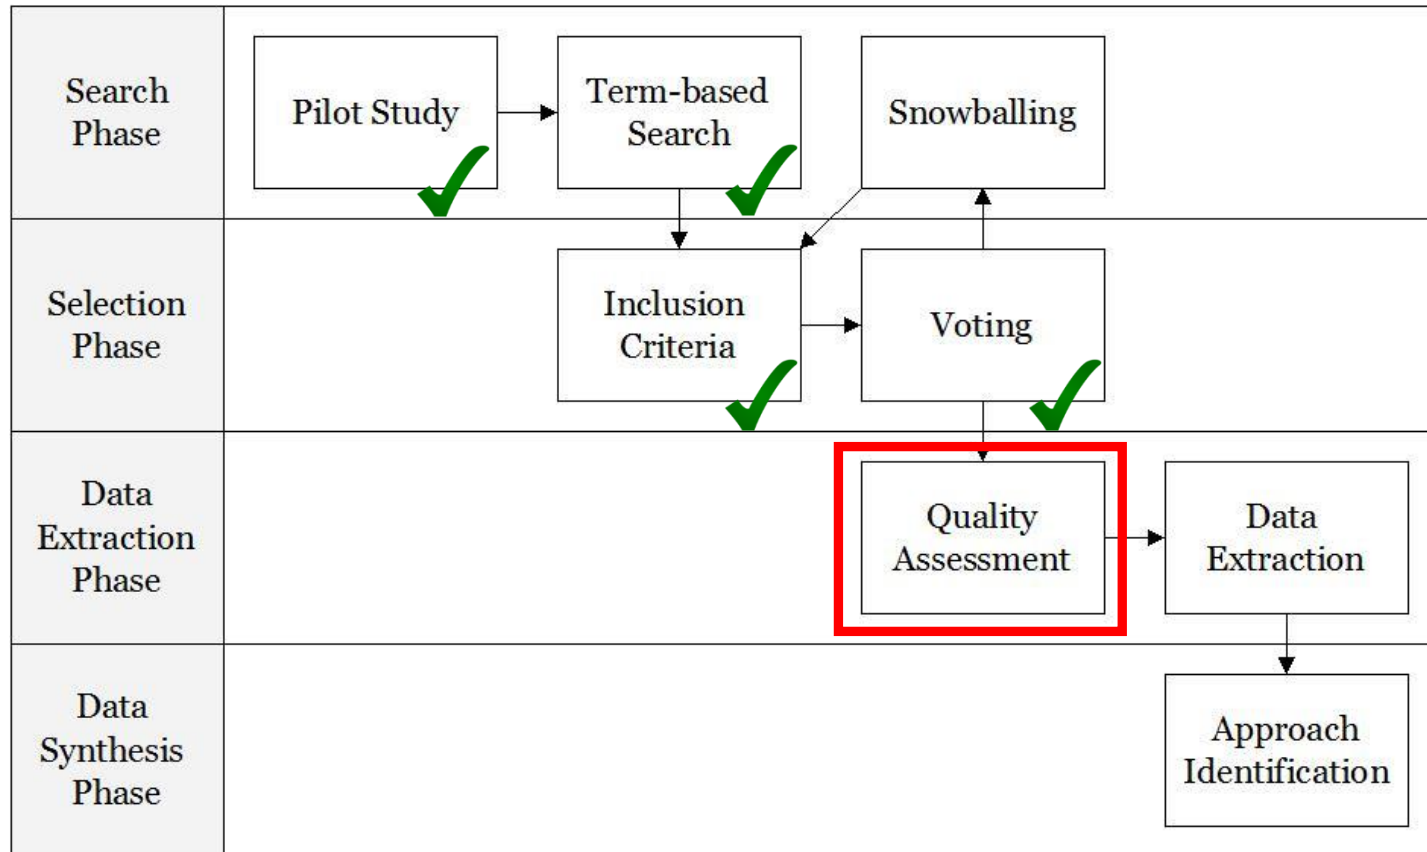 Search
Phase
Pilot Study
Term-based
Search
Snowballing
Selection
Phase
Inclusion
Criteria
Voting
Data
Extraction
Phase
Quality
Assessment
Data
Extraction
Data
Synthesis
Phase
Approach
Identification